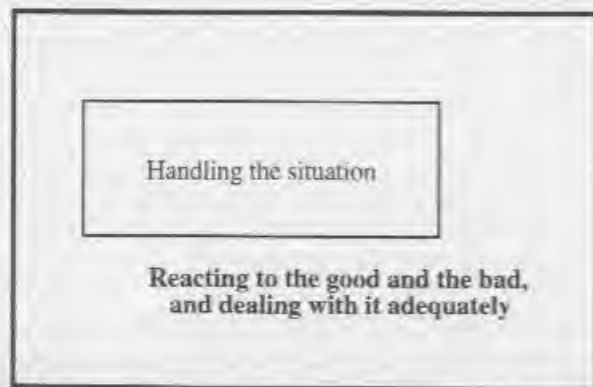 Handling the situation
Reacting to the good and the bad,
and dealing with it adequately